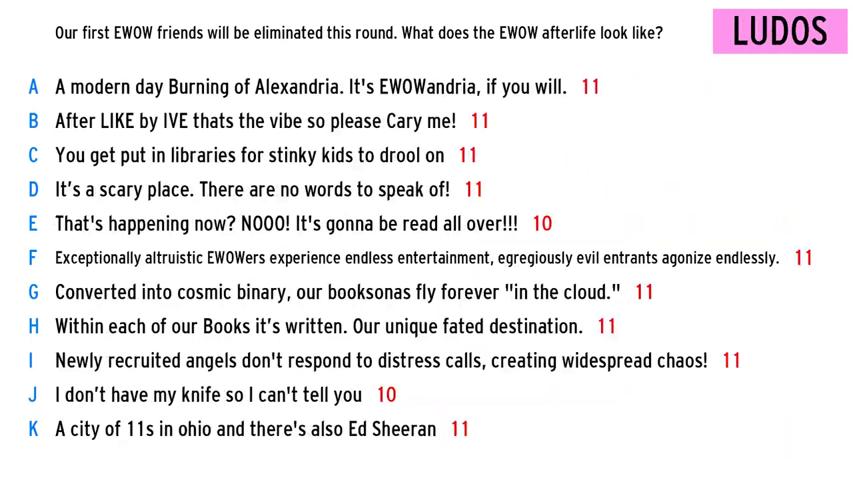 Our first EWOW friends will be eliminated this round. What does the EWOW afterlife look like?
LUDOS
A A modern day Burning of Alexandria. It's EWOWandria, if you will. 11
B After LIKE by IVE thats the vibe so please Cary me! 11
C You get put in libraries for stinky kids to drool on 11
D It’s a scary place. There are no words to speak of! 11
E That's happening now? NOOO! It's gonna be read all over!!! 10
F Exceptionally altruistic EWOWers experience endless entertainment, egregiously evil entrants agonize endlessly. 11
G Converted into cosmic binary, our booksonas fly forever "in the cloud." 11
H Within each of our Books it’s written. Our unique fated destination. 11
I Newly recruited angels don't respond to distress calls, creating widespread chaos! 11
J I don’t have my knife so I can't tell you 10
K A city of 11s in ohio and there's also Ed Sheeran 11